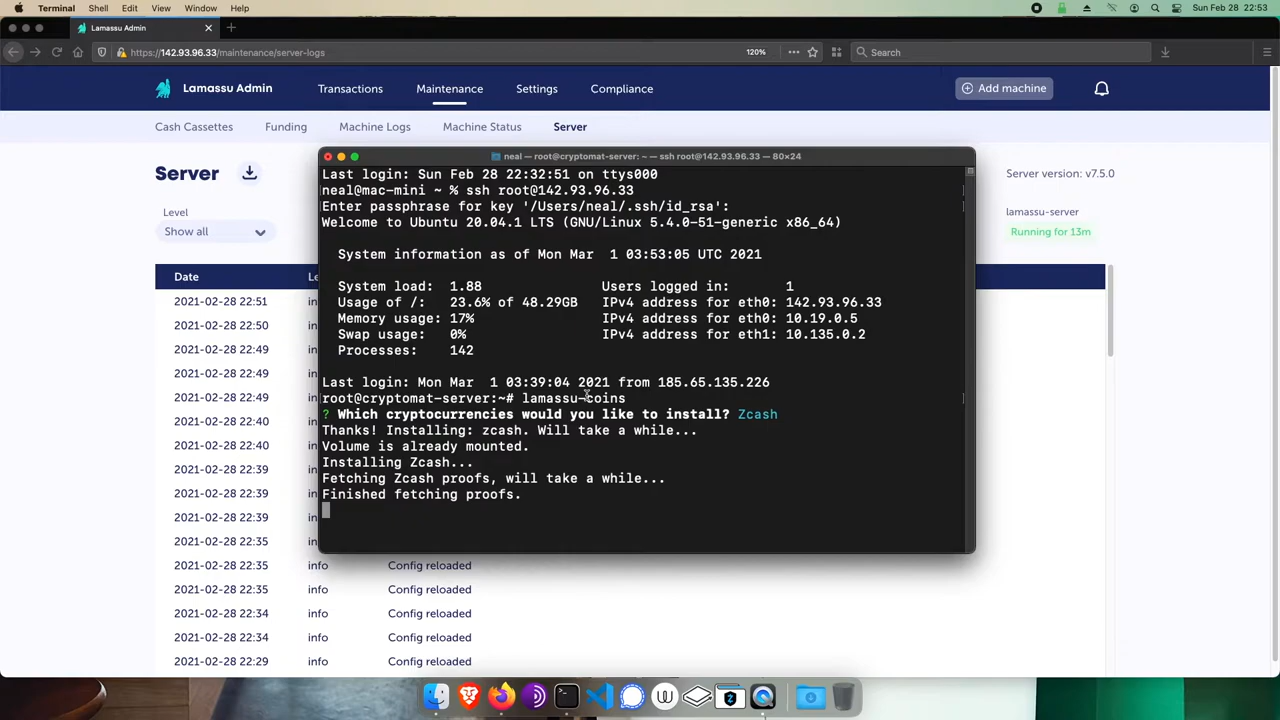 Terminal Shell Edit View Window Help Sun Feb 28 22:53
Lamassu Admin
https://142.93.96.33/maintenance/server-logs 120% Search
Lamassu Admin Transactions Maintenance Settings Compliance Add machine
Cash Cassettes Funding Machine Logs Machine Status Server
neal — root@cryptomat-server: ~ — ssh root@142.93.96.33 — 80×24
Server Server version: v7.5.0
Level
Show all
lamassu-server
Running for 13m
Last login: Sun Feb 28 22:32:51 on ttys000
neal@mac-mini ~ % ssh root@142.93.96.33
Enter passphrase for key '/Users/neal/.ssh/id_rsa':
Welcome to Ubuntu 20.04.1 LTS (GNU/Linux 5.4.0-51-generic x86_64)
System information as of Mon Mar  1 03:53:05 UTC 2021
System load: 1.88 Users logged in: 1
Usage of /: 23.6% of 48.29GB IPv4 address for eth0: 142.93.96.33
Memory usage: 17% IPv4 address for eth0: 10.19.0.5
Swap usage: 0% IPv4 address for eth1: 10.135.0.2
Processes: 142
Last login: Mon Mar  1 03:39:04 2021 from 185.65.135.226
root@cryptomat-server:~# lamassu-coins
? Which cryptocurrencies would you like to install? Zcash
Thanks! Installing: zcash. Will take a while...
Volume is already mounted.
Installing Zcash...
Fetching Zcash proofs, will take a while...
Finished fetching proofs.
Date
2021-02-28 22:51
2021-02-28 22:50
2021-02-28 22:49
2021-02-28 22:49
2021-02-28 22:40
2021-02-28 22:40
2021-02-28 22:40
2021-02-28 22:39
2021-02-28 22:39
2021-02-28 22:39
2021-02-28 22:35
2021-02-28 22:35 info Config reloaded
2021-02-28 22:35 info Config reloaded
2021-02-28 22:34 info Config reloaded
2021-02-28 22:34 info Config reloaded
2021-02-28 22:29 info Config reloaded